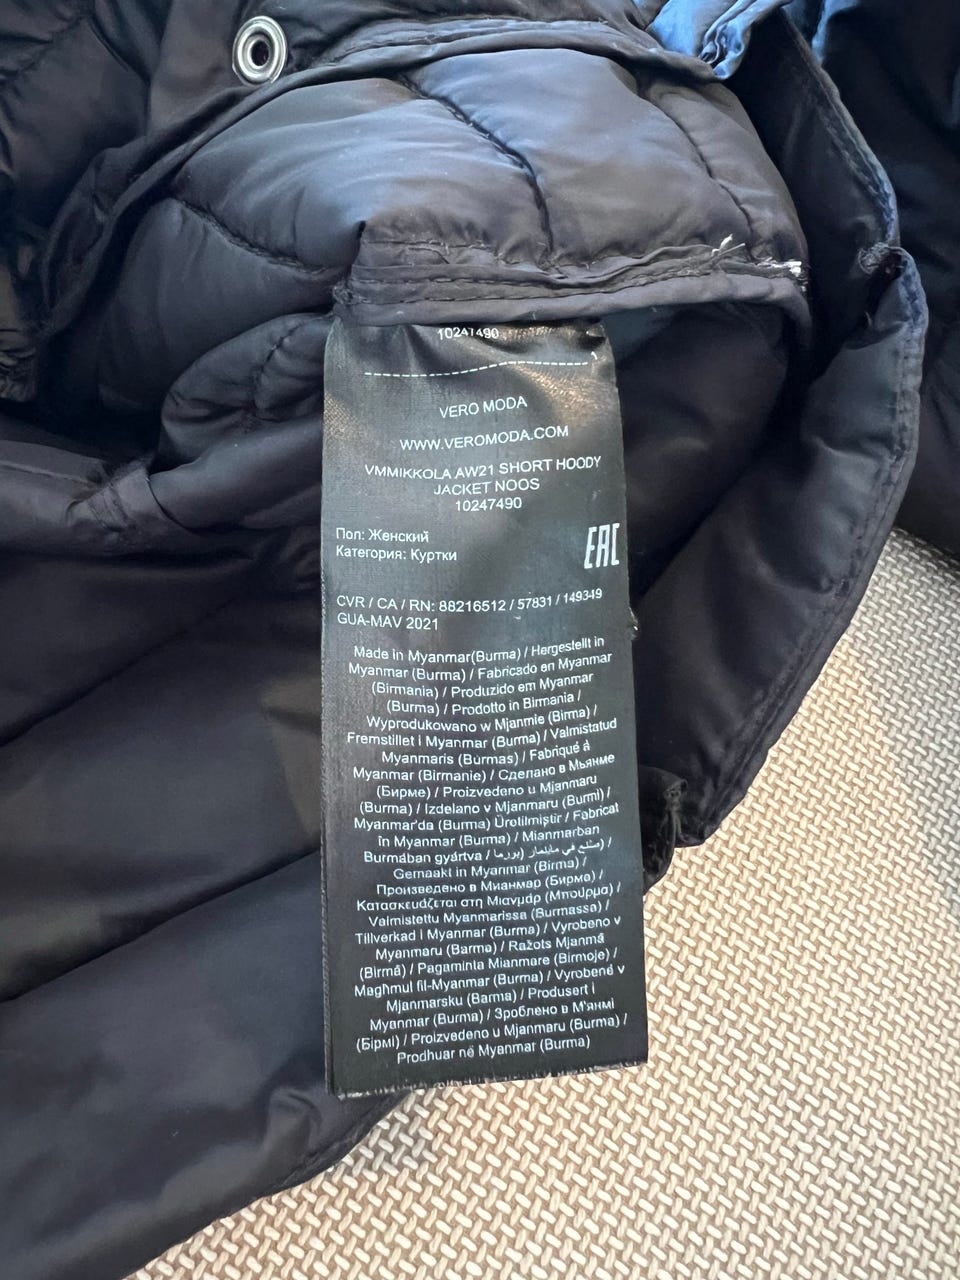 10247490
VERO MODA
WWW.VEROMODA.COM
VMMIKKOLA AW21 SHORT HOODY
JACKET NOOS
10247490
Пол: Женский
Категория: Куртки
EAC
CVR / CA / RN: 88216512 / 57831 / 149349
GUA-MAV 2021
Made in Myanmar(Burma) / Hergestellt in
Myanmar (Burma) / Fabricado en Myanmar
(Birmania) / Produzido em Myanmar
(Burma) / Prodotto in Birmania /
Wyprodukowano w Mjanmie (Birma) /
Fremstillet i Myanmar (Burma) / Valmistatud
Myanmaris (Burmas) / Fabriqué à
Myanmar (Birmanie) / Сделано в Мьянме
(Бирме) / Proizvedeno u Mjanmaru
(Burma) / Izdelano v Mjanmaru (Burmi) /
Myanmar'da (Burma) Üretilmiştir / Fabricat
în Myanmar (Burma) / Mianmarban
Burmában gyártva / صنع في ميانمار (بورما) /
Gemaakt in Myanmar (Birma) /
Произведено в Мианмар (Бирма) /
Κατασκευάζεται στη Μιανμάρ (Μπούρμα) /
Valmistettu Myanmarissa (Burmassa) /
Tillverkad i Myanmar (Burma) / Vyrobeno v
Myanmaru (Barma) / Ražots Mjanmā
(Birmā) / Pagaminta Mianmare (Birmoje) /
Magħmul fil-Myanmar (Burma) / Vyrobené v
Mjanmarsku (Barma) / Produsert i
Myanmar (Burma) / Зроблено в М'янмі
(Бірмі) / Proizvedeno u Mjanmaru (Burma) /
Prodhuar në Myanmar (Burma)